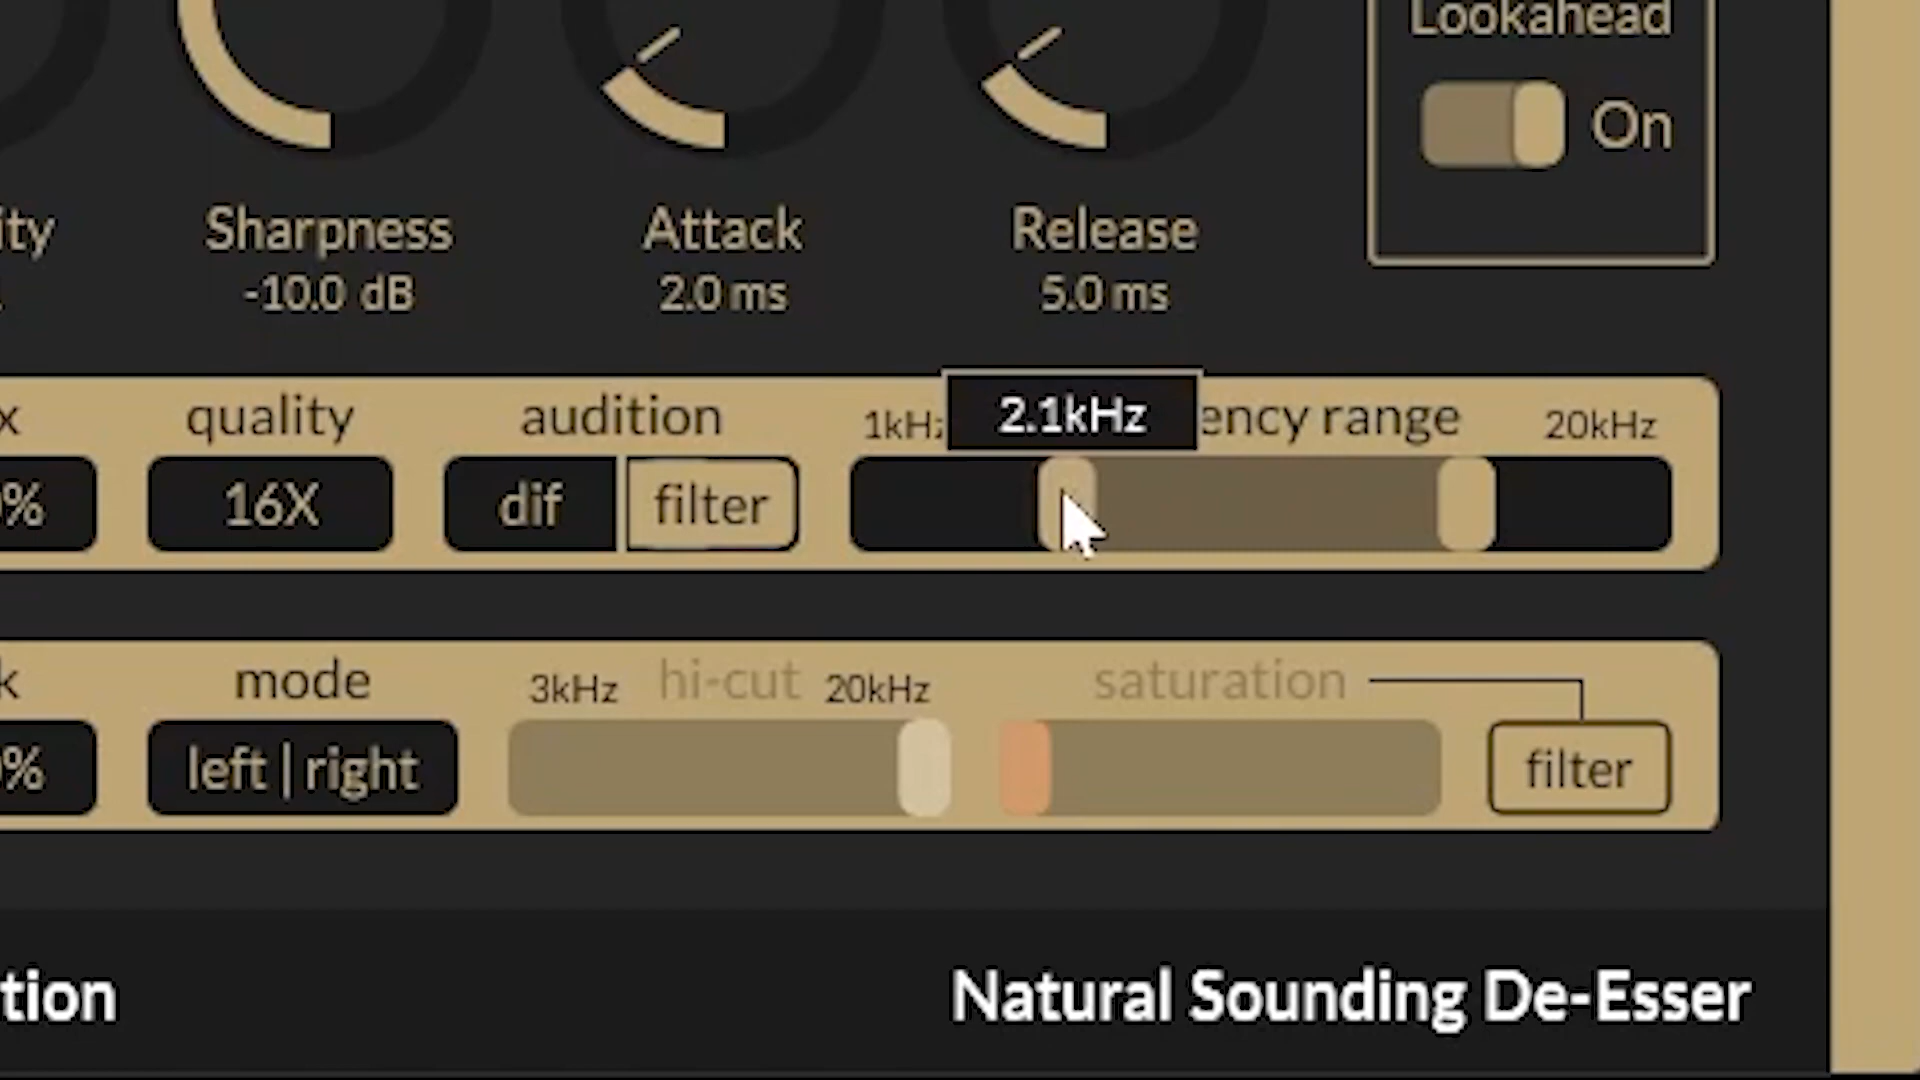 Lookahead
On
ity Sharpness Attack Release
-10.0 dB 2.0 ms 5.0 ms
x quality audition 1kHz 2.1kHz ency range 20kHz
% 16X dif filter
k mode 3kHz hi-cut 20kHz saturation
% left | right filter
tion Natural Sounding De-Esser